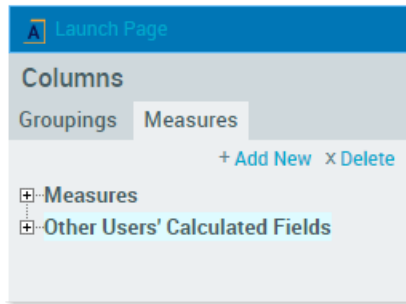 A Launch Page
Columns
Groupings Measures
+ Add New x Delete
Measures
Other Users' Calculated Fields